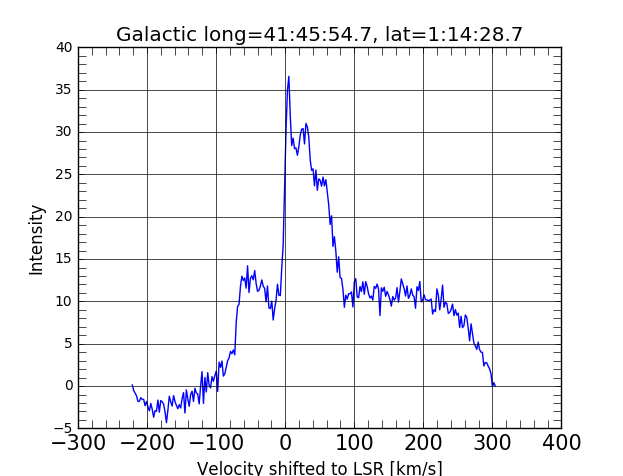 Galactic long=41:45:54.7, lat=1:14:28.7
40
35
30
25
20
15
10
5
0
−5
Intensity
−300 −200 −100 0 100 200 300 400
Velocity shifted to LSR [km/s]